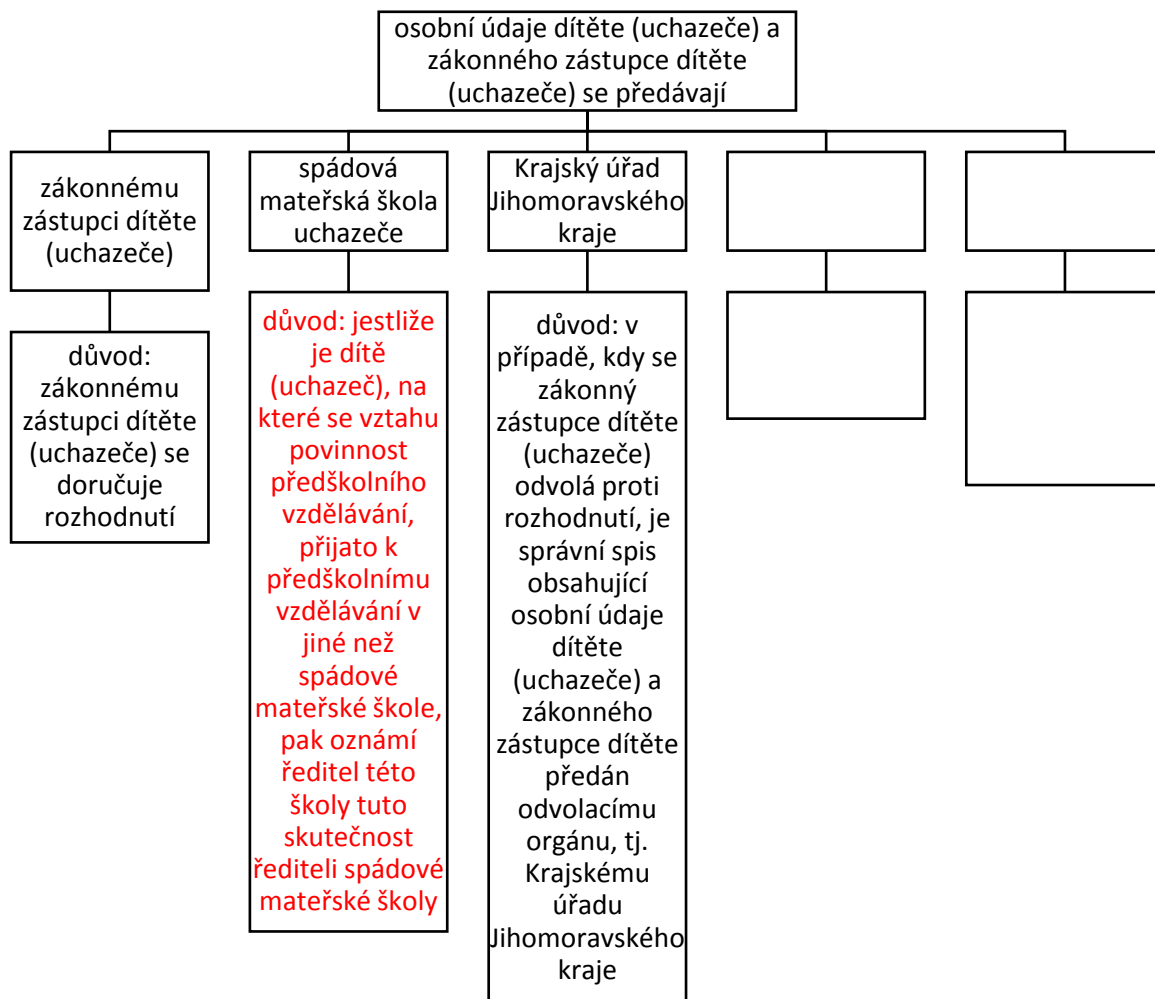 osobní údaje dítěte (uchazeče) a
zákonného zástupce dítěte
(uchazeče) se předávají
zákonnému
zástupci dítěte
(uchazeče)
důvod:
zákonnému
zástupci dítěte
(uchazeče) se
doručuje
rozhodnutí
spádová
mateřská škola
uchazeče
důvod: jestliže
je dítě
(uchazeč), na
které se vztahu
povinnost
předškolního
vzdělávání,
přijato k
předškolnímu
vzdělávání v
jiné než
spádové
mateřské škole,
pak oznámí
ředitel této
školy tuto
skutečnost
řediteli spádové
mateřské školy
Krajský úřad
Jihomoravského
kraje
důvod: v
případě, kdy se
zákonný
zástupce dítěte
(uchazeče)
odvolá proti
rozhodnutí, je
správní spis
obsahující
osobní údaje
dítěte
(uchazeče) a
zákonného
zástupce dítěte
předán
odvolacímu
orgánu, tj.
Krajskému
úřadu
Jihomoravského
kraje